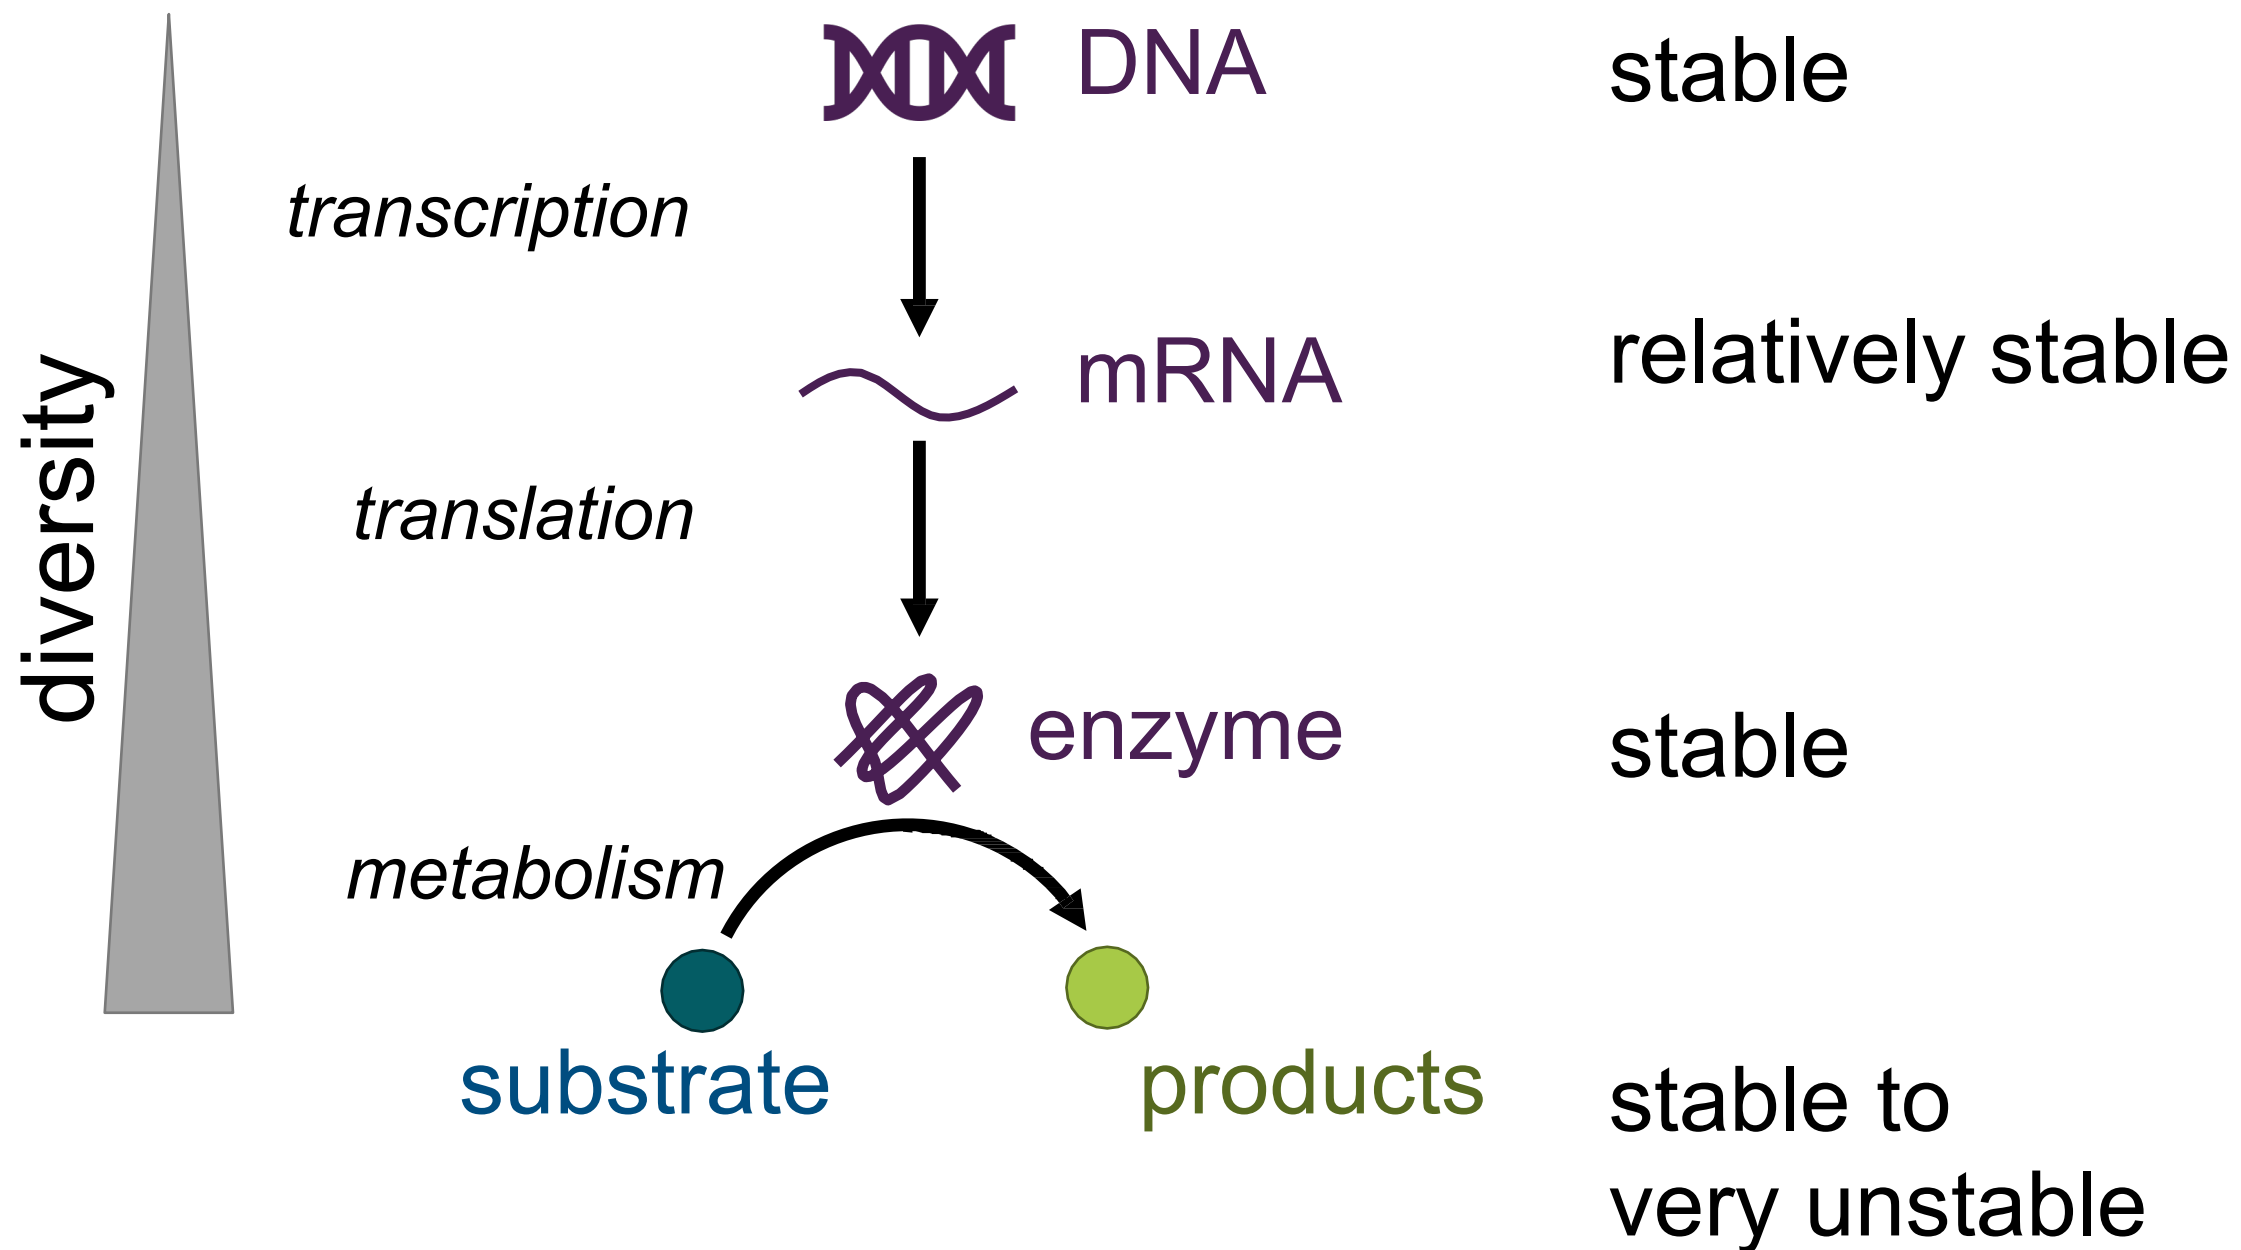 DNA
stable
transcription
mRNA
relatively stable
diversity
translation
enzyme
stable
metabolism
substrate
products
stable to
very unstable